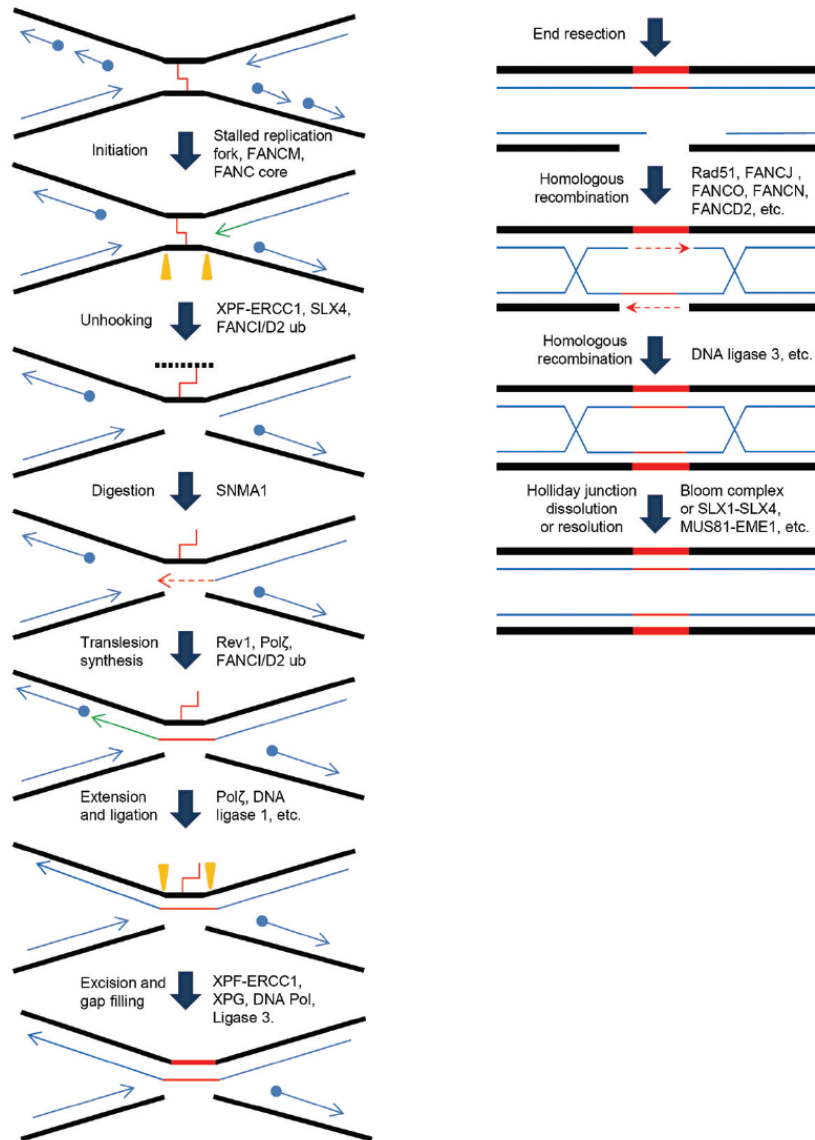 Initiation
Stalled replication
fork, FANCM,
FANC core
Unhooking
XPF-ERCC1, SLX4,
FANCI/D2 ub
Digestion
SNMA1
Translesion
synthesis
Rev1, Polζ,
FANCI/D2 ub
Extension
and ligation
Polζ, DNA
ligase 1, etc.
Excision and
gap filling
XPF-ERCC1,
XPG, DNA Pol,
Ligase 3.
End resection
Homologous
recombination
Rad51, FANCJ ,
FANCO, FANCN,
FANCD2, etc.
Homologous
recombination
DNA ligase 3, etc.
Holliday junction
dissolution
or resolution
Bloom complex
or SLX1-SLX4,
MUS81-EME1, etc.